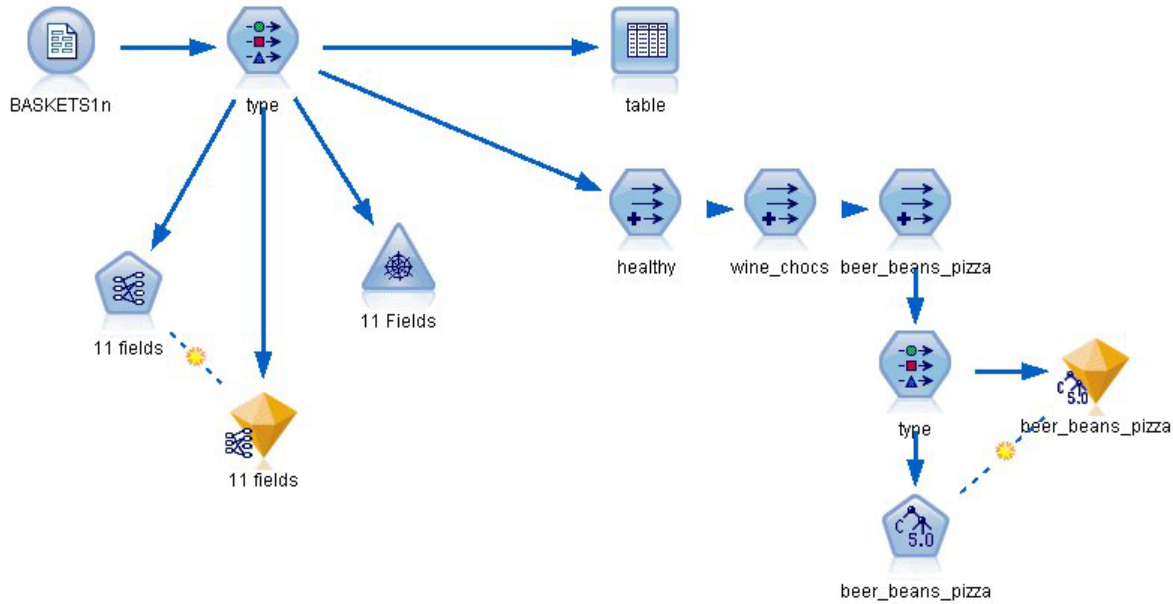 BASKETS1n
type
table
healthy
wine_chocs
beer_beans_pizza
11 fields
11 Fields
11 fields
type
C 5.0
beer_beans_pizza
C 5.0
beer_beans_pizza